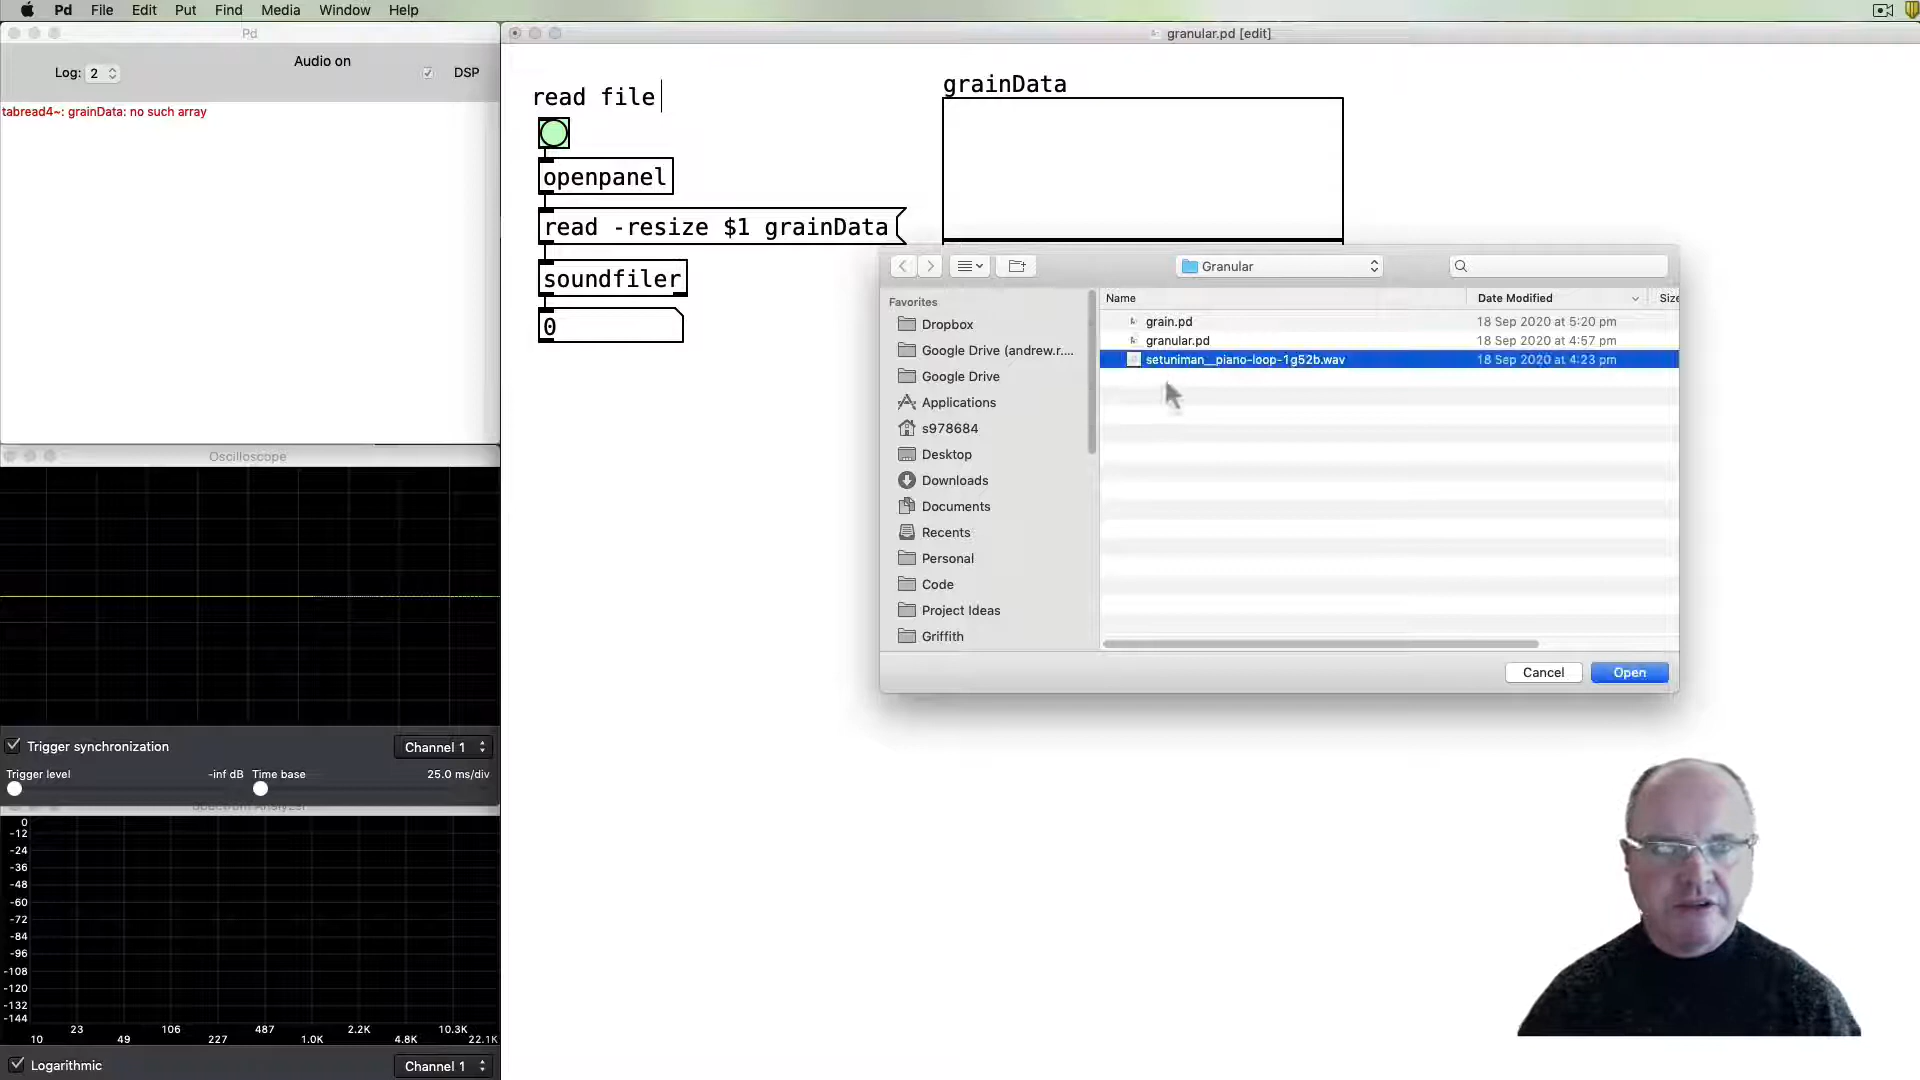 Pd File Edit Put Find Media Window Help
Pd
granular.pd [edit]
Log: 2
Audio on
DSP
tabread4~: grainData: no such array
read file
openpanel
read -resize $1 grainData
soundfiler
0
grainData
Granular
Favorites
Dropbox
Google Drive (andrew.r....
Google Drive
Applications
s978684
Desktop
Downloads
Documents
Recents
Personal
Code
Project Ideas
Griffith
Name Date Modified Size
grain.pd 18 Sep 2020 at 5:20 pm
granular.pd 18 Sep 2020 at 4:57 pm
setuniman__piano-loop-1g52b.wav 18 Sep 2020 at 4:23 pm
Cancel Open
Oscilloscope
Trigger synchronization Channel 1
Trigger level -inf dB Time base 25.0 ms/div
Spectrum Analyzer
0
-12
-24
-36
-48
-60
-72
-84
-96
-108
-120
-132
-144
23 106 487 2.2K 10.3K
10 49 227 1.0K 4.8K 22.1K
Logarithmic Channel 1